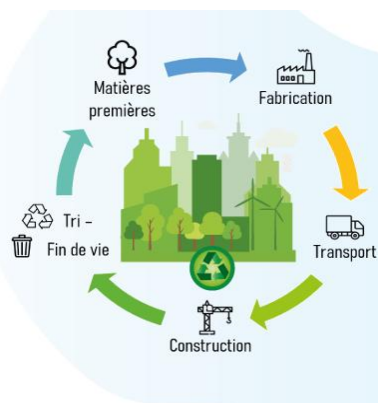 Matières
premières
Fabrication
Transport
Construction
Tri –
Fin de vie